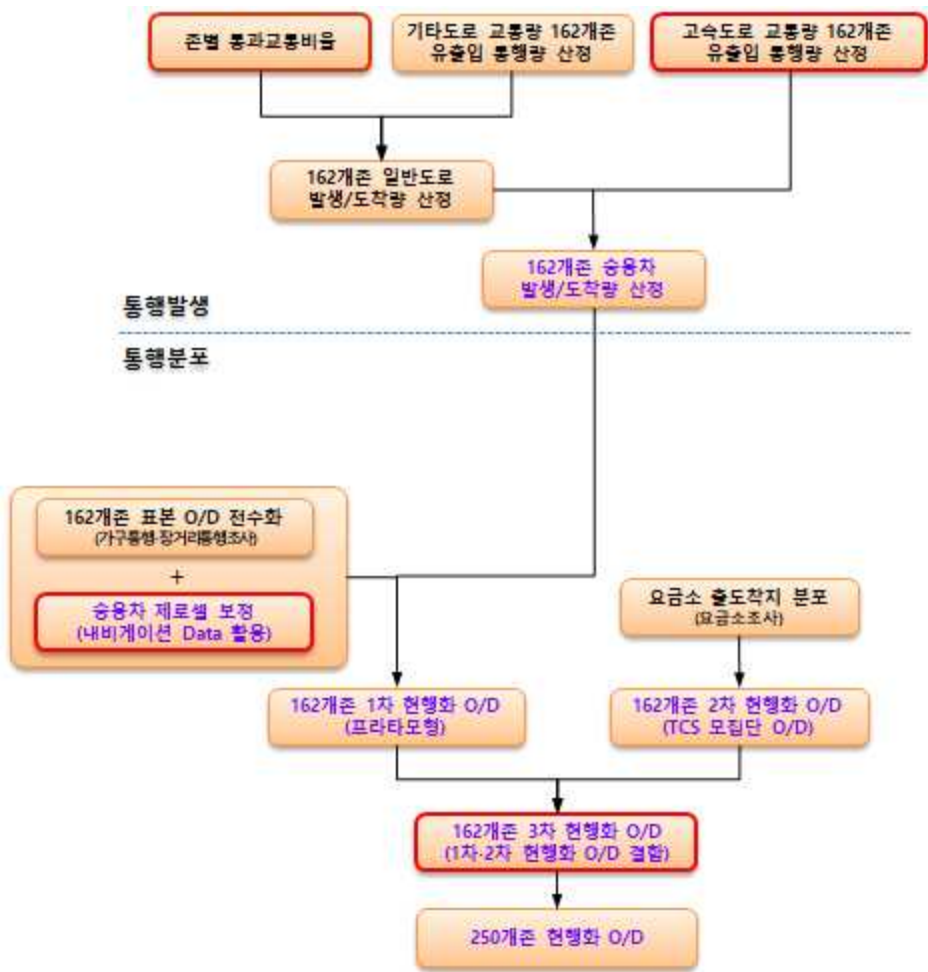 존별 통과교통비율
기타도로 교통량 162개존
유출입 통행량 산정
고속도로 교통량 162개존
유출입 통행량 산정
162개존 일반도로
발생/도착량 산정
162개존 승용차
발생/도착량 산정
통행발생
통행분포
162개존 표본 O/D 전수화
(가구통행·장거리통행조사)
+
승용차 제로셀 보정
(내비게이션 Data 활용)
요금소 출도착지 분포
(요금소조사)
162개존 1차 현행화 O/D
(프라타모형)
162개존 2차 현행화 O/D
(TCS 모집단 O/D)
162개존 3차 현행화 O/D
(1차·2차 현행화 O/D 결합)
250개존 현행화 O/D